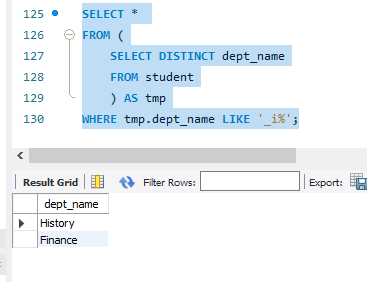 125 SELECT *
126 FROM (
127 SELECT DISTINCT dept_name
128 FROM student
129 ) AS tmp
130 WHERE tmp.dept_name LIKE '_i%';
Result Grid Filter Rows: Export:
dept_name
History
Finance